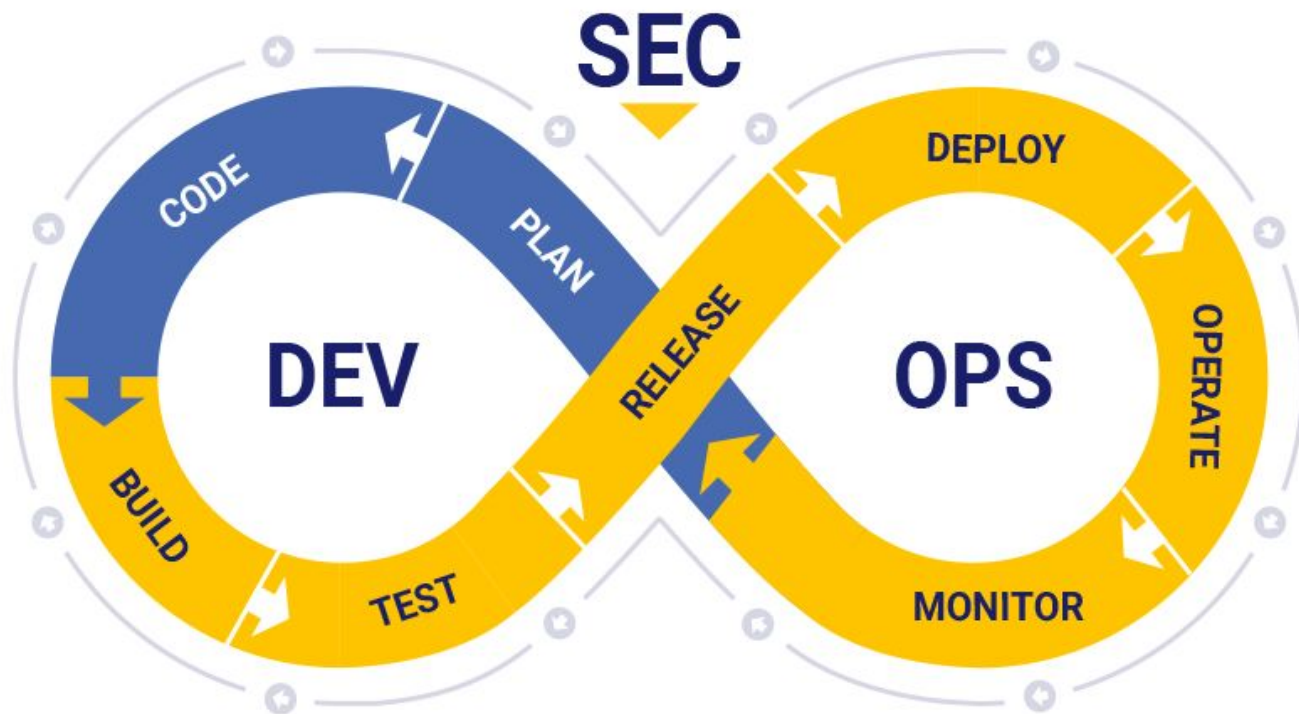 SEC
DEPLOY
CODE
PLAN
OPERATE
RELEASE
DEV
OPS
BUILD
TEST
MONITOR